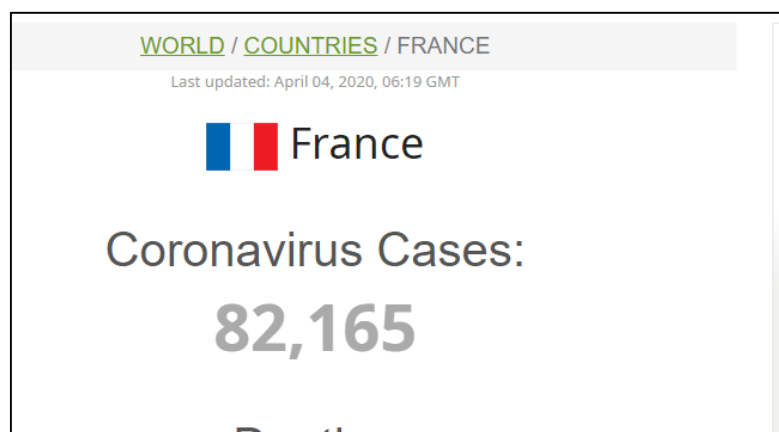 WORLD / COUNTRIES / FRANCE
Last updated: April 04, 2020, 06:19 GMT
France
Coronavirus Cases:
82,165